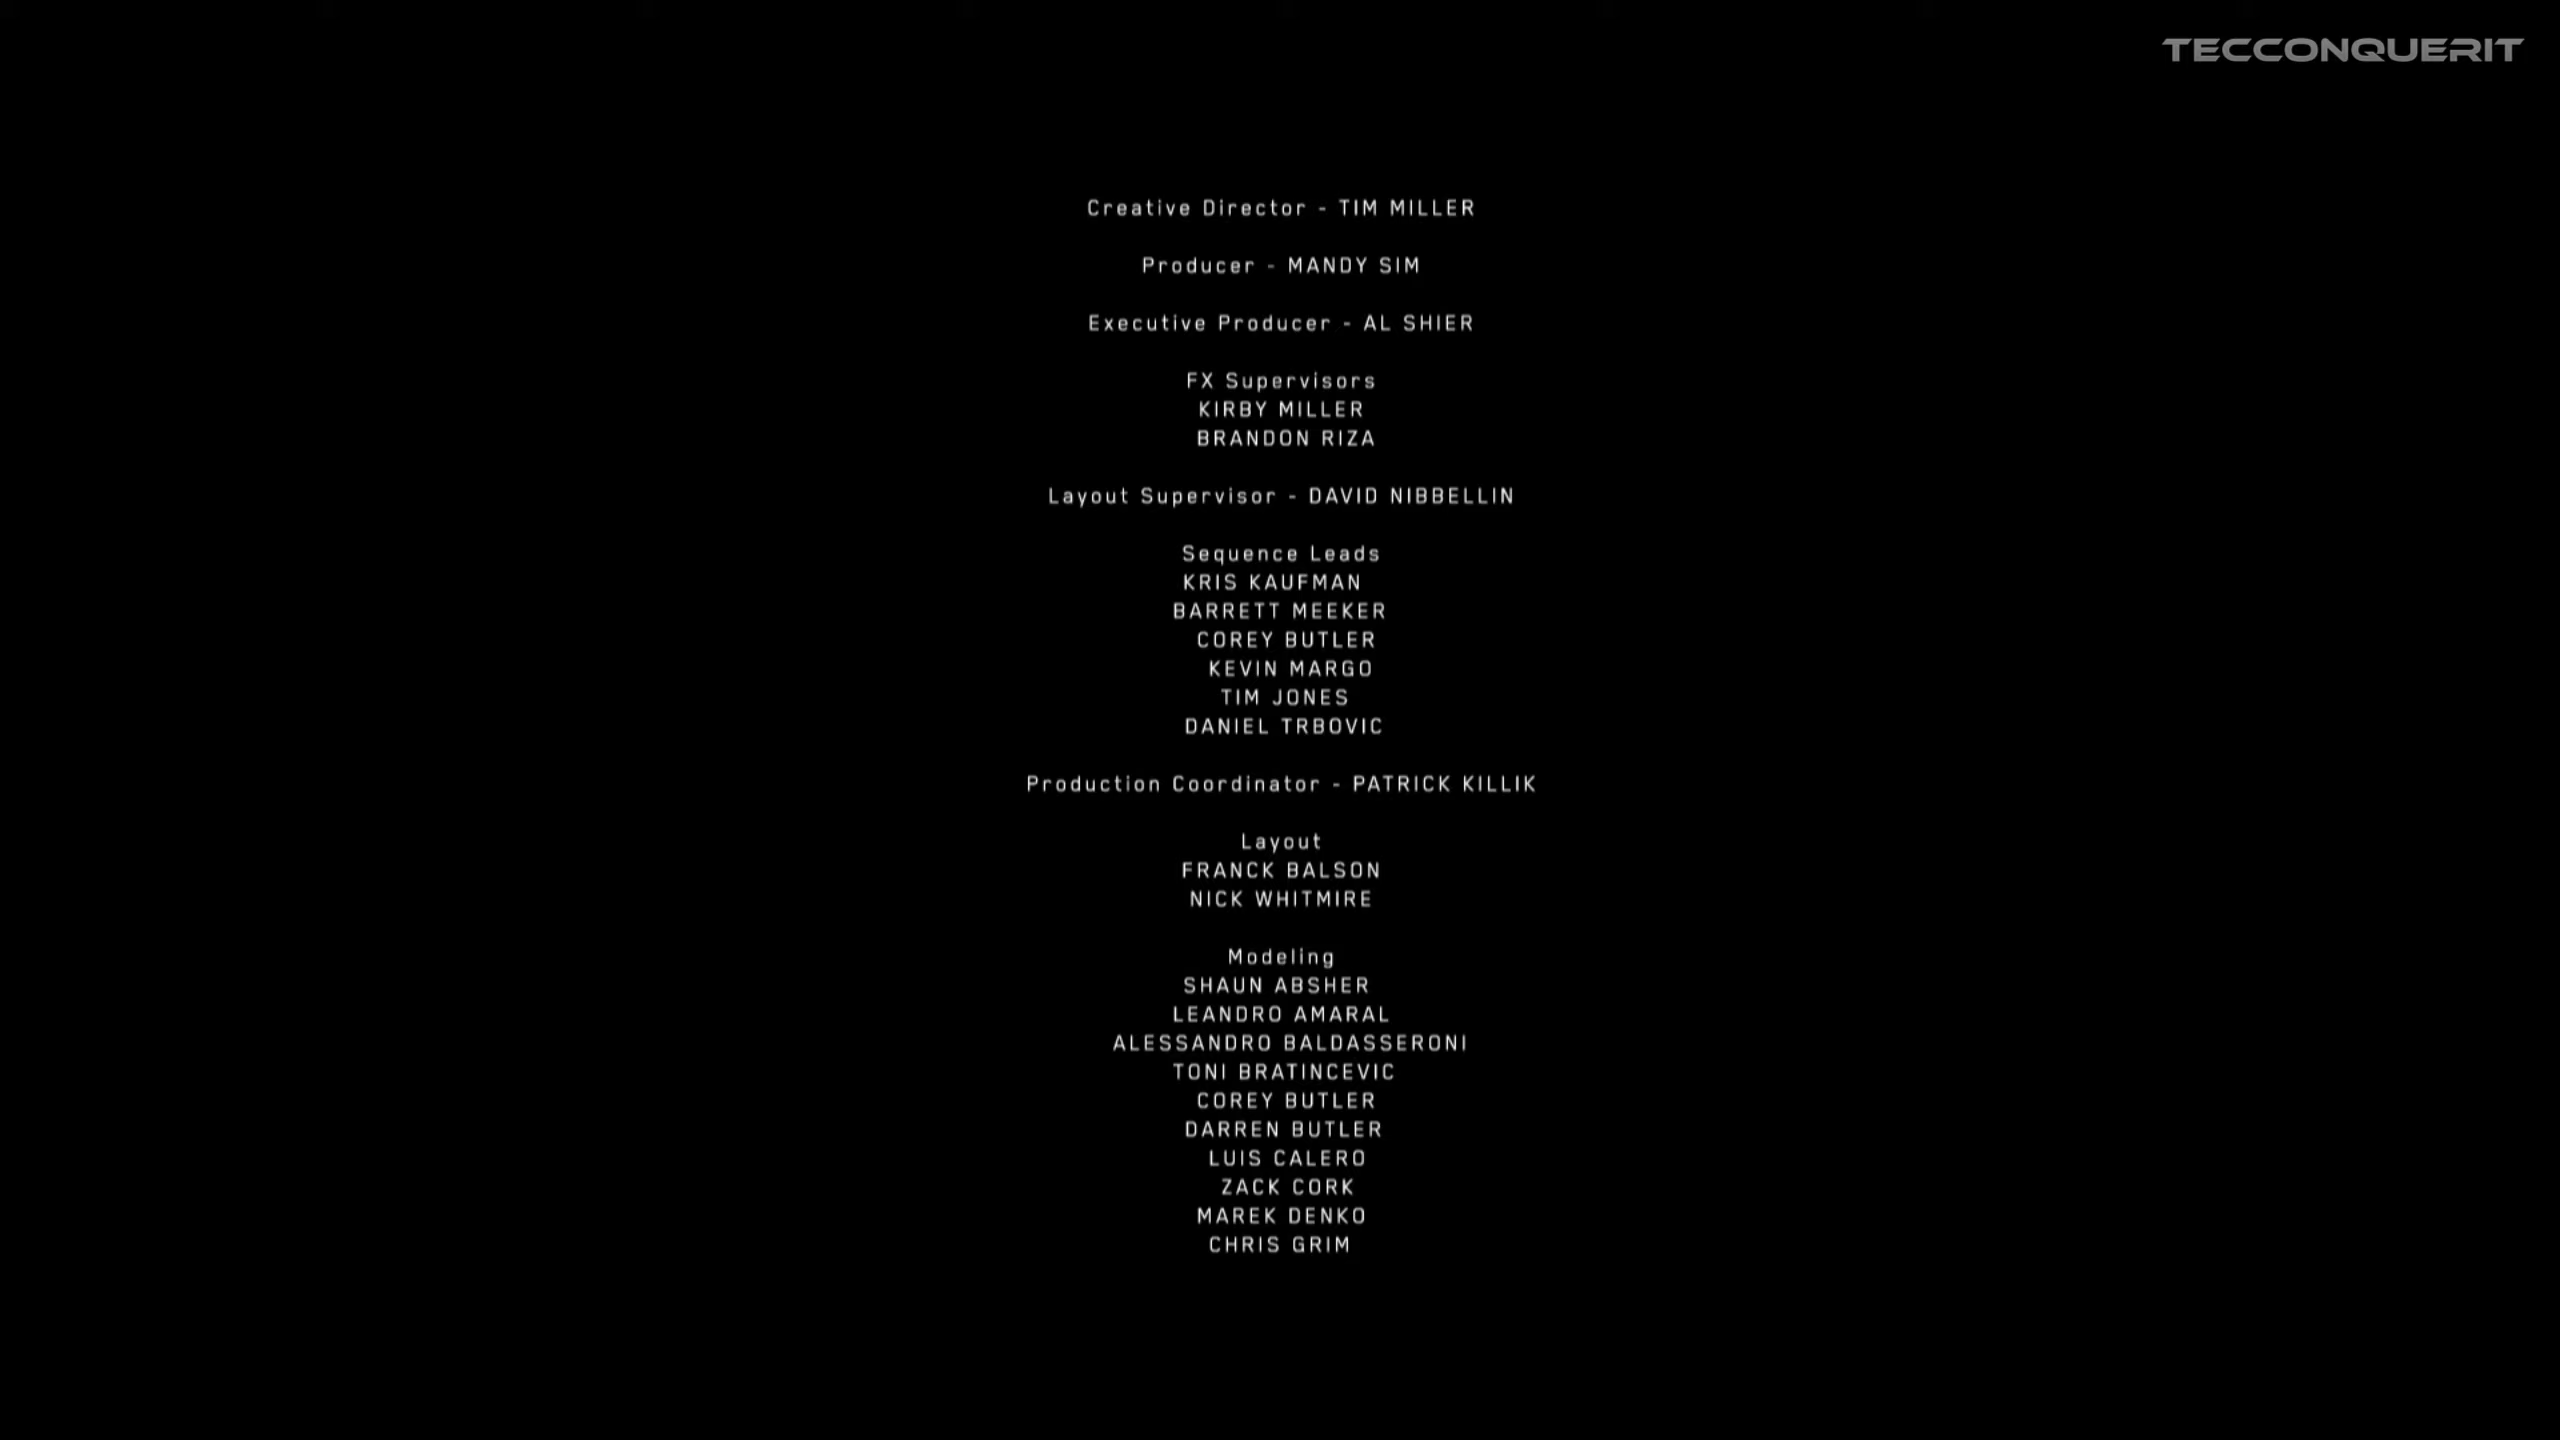 TECCONQUERIT
Creative Director - TIM MILLER
Producer - MANDY SIM
Executive Producer - AL SHIER
FX Supervisors
KIRBY MILLER
BRANDON RIZA
Layout Supervisor - DAVID NIBBELLIN
Sequence Leads
KRIS KAUFMAN
BARRETT MEEKER
COREY BUTLER
KEVIN MARGO
TIM JONES
DANIEL TRBOVIC
Production Coordinator - PATRICK KILLIK
Layout
FRANCK BALSON
NICK WHITMIRE
Modeling
SHAUN ABSHER
LEANDRO AMARAL
ALESSANDRO BALDASSERONI
TONI BRATINCEVIC
COREY BUTLER
DARREN BUTLER
LUIS CALERO
ZACK CORK
MAREK DENKO
CHRIS GRIM